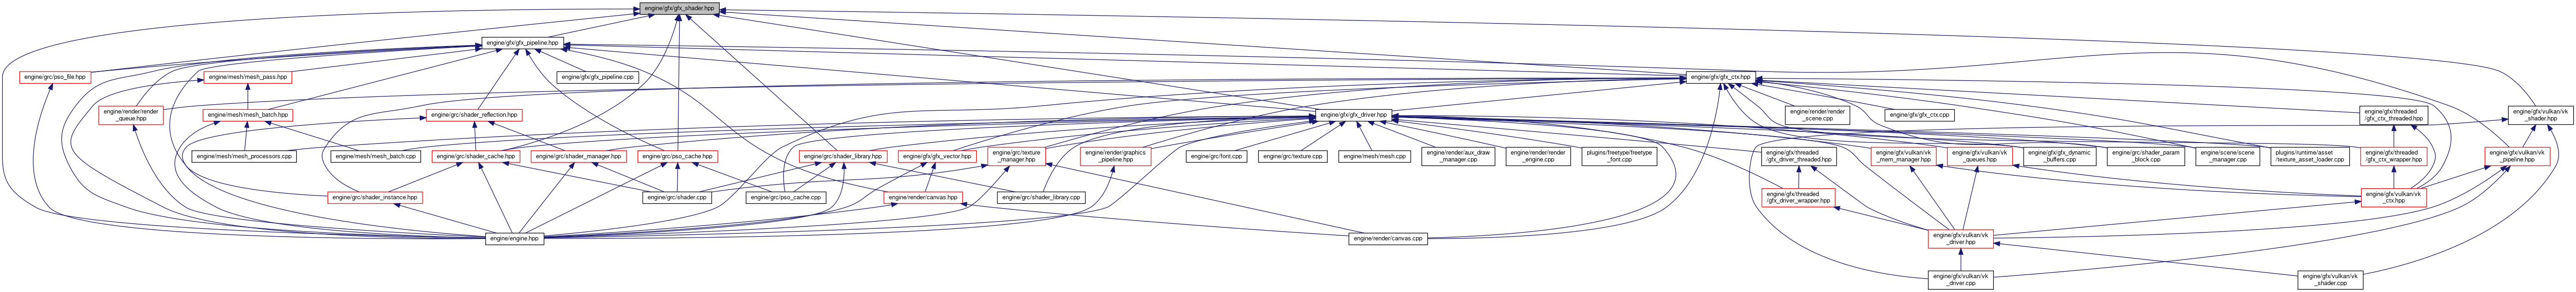 engine/gfx/gfx_shader.hpp
engine/gfx/gfx_pipeline.hpp
engine/grc/pso_file.hpp
engine/mesh/mesh_pass.hpp
engine/gfx/gfx_pipeline.cpp
engine/gfx/gfx_ctx.hpp
engine/render/render
_queue.hpp
engine/mesh/mesh_batch.hpp
engine/grc/shader_reflection.hpp
engine/gfx/gfx_driver.hpp
engine/render/render
_scene.cpp
engine/gfx/gfx_ctx.cpp
engine/gfx/threaded
/gfx_ctx_threaded.hpp
engine/gfx/vulkan/vk
_shader.hpp
engine/mesh/mesh_processors.cpp
engine/mesh/mesh_batch.cpp
engine/grc/shader_cache.hpp
engine/grc/shader_manager.hpp
engine/grc/pso_cache.hpp
engine/grc/shader_library.hpp
engine/gfx/gfx_vector.hpp
engine/grc/texture
_manager.hpp
engine/render/graphics
_pipeline.hpp
engine/grc/font.cpp
engine/grc/texture.cpp
engine/mesh/mesh.cpp
engine/render/aux_draw
_manager.cpp
engine/render/render
_engine.cpp
plugins/freetype/freetype
_font.cpp
engine/gfx/threaded
/gfx_driver_threaded.hpp
engine/gfx/vulkan/vk
_mem_manager.hpp
engine/gfx/vulkan/vk
_queues.hpp
engine/gfx/gfx_dynamic
_buffers.cpp
engine/grc/shader_param
_block.cpp
engine/scene/scene
_manager.cpp
plugins/runtime/asset
/texture_asset_loader.cpp
engine/gfx/threaded
/gfx_ctx_wrapper.hpp
engine/gfx/vulkan/vk
_pipeline.hpp
engine/grc/shader_instance.hpp
engine/grc/shader.cpp
engine/grc/pso_cache.cpp
engine/render/canvas.hpp
engine/grc/shader_library.cpp
engine/gfx/threaded
/gfx_driver_wrapper.hpp
engine/gfx/vulkan/vk
_ctx.hpp
engine/engine.hpp
engine/render/canvas.cpp
engine/gfx/vulkan/vk
_driver.hpp
engine/gfx/vulkan/vk
_driver.cpp
engine/gfx/vulkan/vk
_shader.cpp